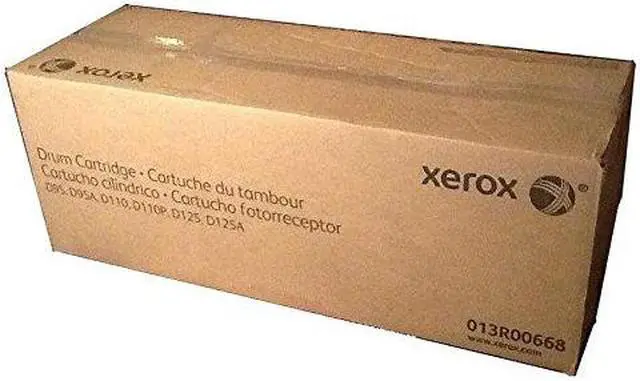 xerox
Drum Cartridge • Cartuche du tambour
Cartucho cilíndrico • Cartucho fotorreceptor
D95, D95A, D110, D110P, D125, D125A
xerox ®
013R00668
www.xerox.com